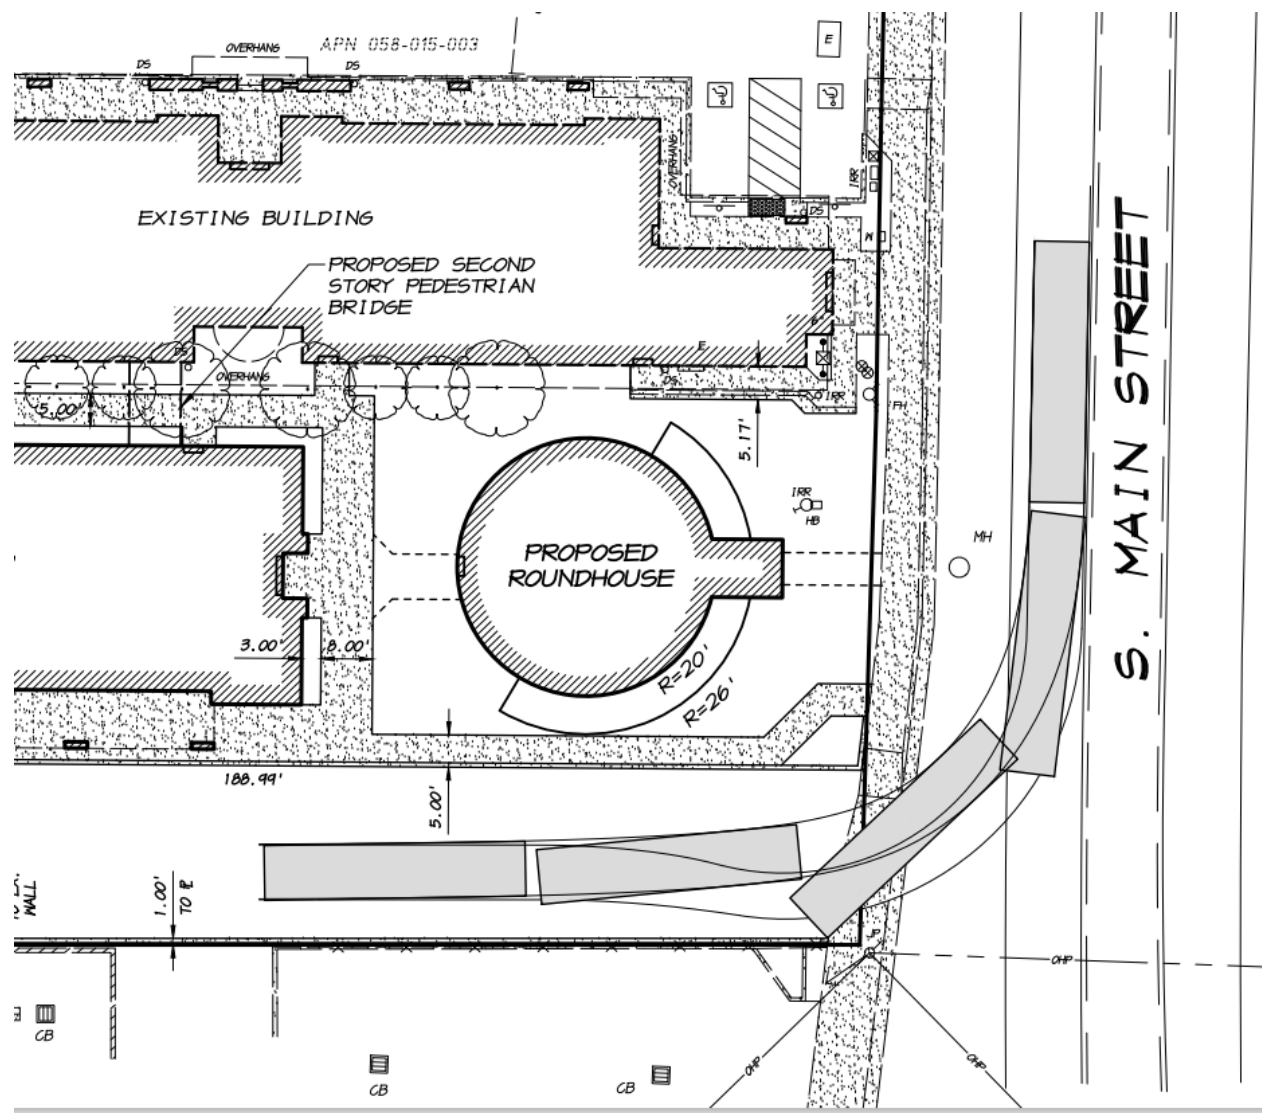 OVERHANG
APN 058-015-003
E
DS
DS
OVERHANG
IRR
DS
M
EXISTING BUILDING
PROPOSED SECOND
STORY PEDESTRIAN
BRIDGE
S. MAIN STREET
P
DS
E
OVERHANG
DS
IRR
FH
5.00'
5.17'
IRR
HB
MH
PROPOSED
ROUNDHOUSE
3.00'
8.00'
R=20'
R=26'
188.99'
5.00'
1.00'
TO PL
WALL
JP
OHP
OHP
OHP
CB
CB
CB